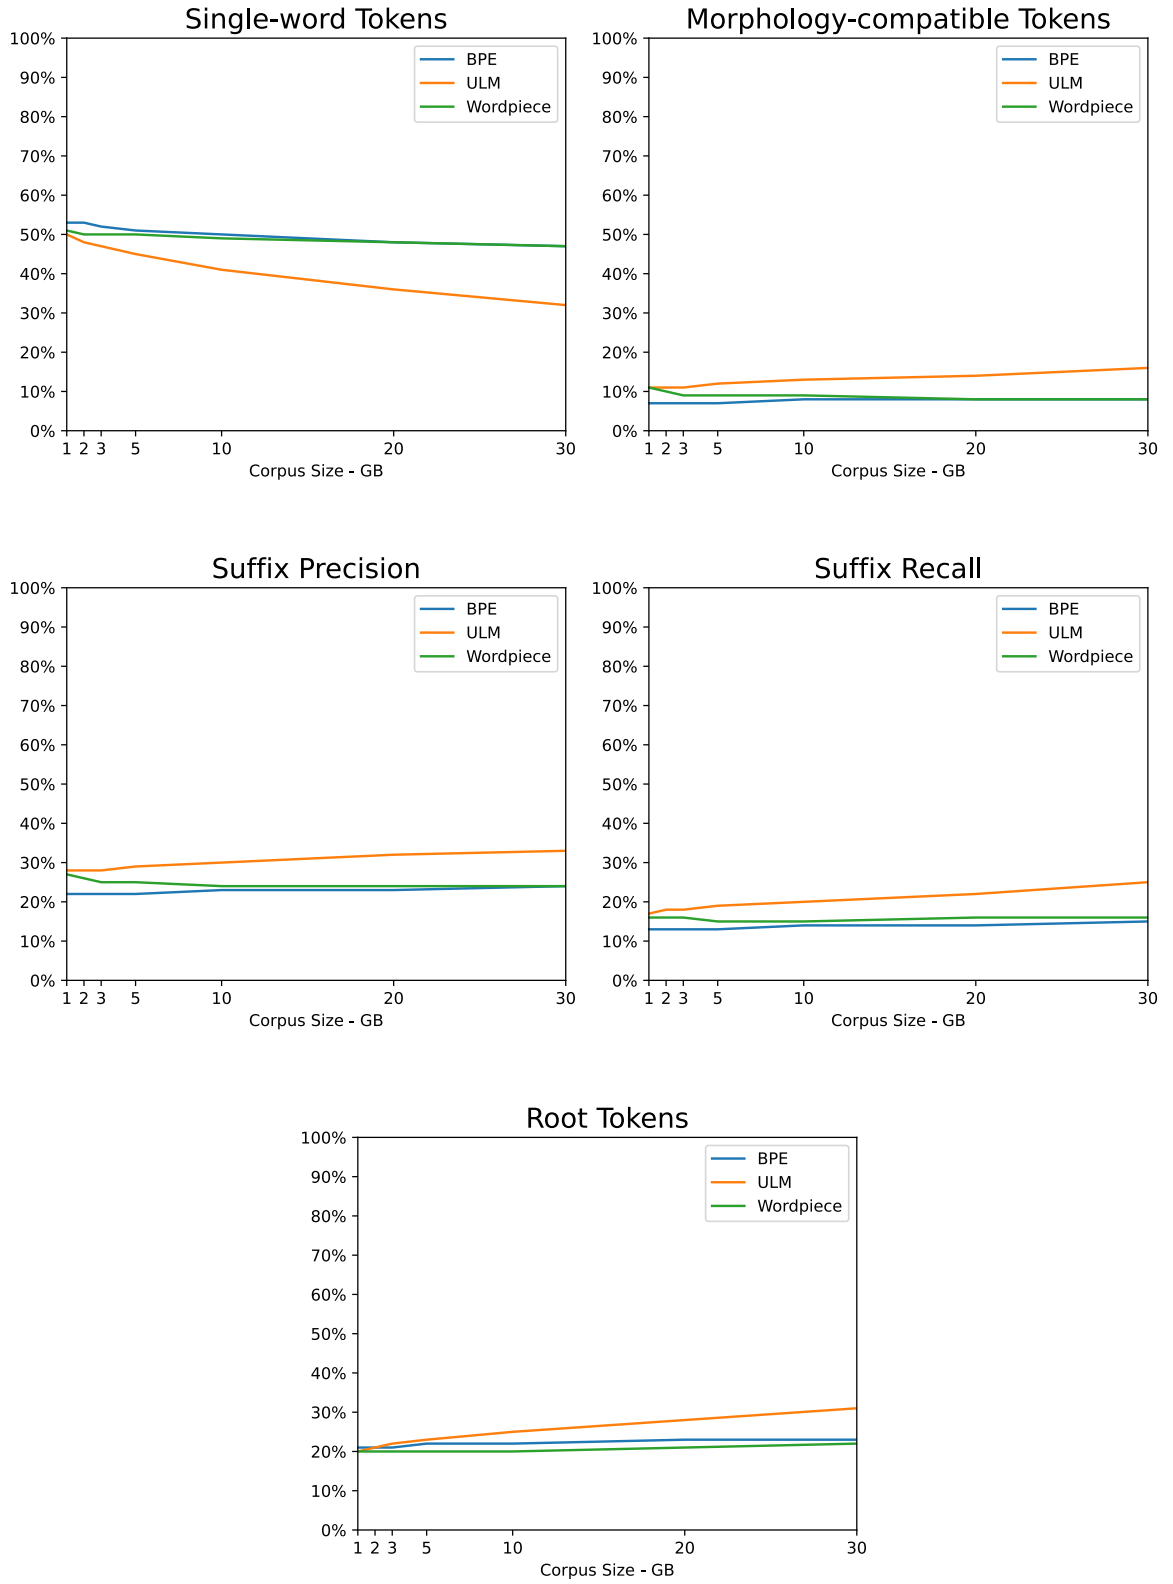 Single-word Tokens
100%
90%
80%
70%
60%
50%
40%
30%
20%
10%
0%
1 2 3 5 10 20 30
Corpus Size - GB
BPE
ULM
Wordpiece
Morphology-compatible Tokens
100%
90%
80%
70%
60%
50%
40%
30%
20%
10%
0%
1 2 3 5 10 20 30
Corpus Size - GB
BPE
ULM
Wordpiece
Suffix Precision
100%
90%
80%
70%
60%
50%
40%
30%
20%
10%
0%
1 2 3 5 10 20 30
Corpus Size - GB
BPE
ULM
Wordpiece
Suffix Recall
100%
90%
80%
70%
60%
50%
40%
30%
20%
10%
0%
1 2 3 5 10 20 30
Corpus Size - GB
BPE
ULM
Wordpiece
Root Tokens
100%
90%
80%
70%
60%
50%
40%
30%
20%
10%
0%
1 2 3 5 10 20 30
Corpus Size - GB
BPE
ULM
Wordpiece